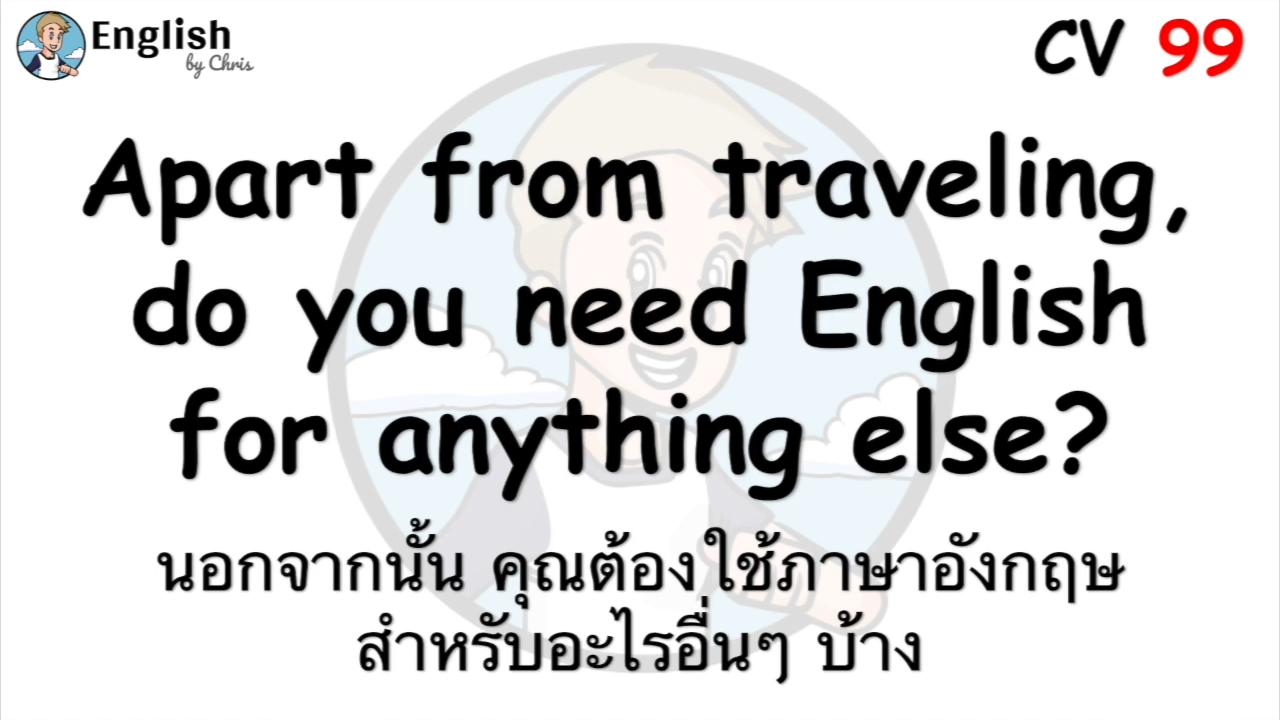 English
by Chris
CV 99
Apart from traveling,
do you need English
for anything else?
นอกจากนั้น คุณต้องใช้ภาษาอังกฤษ
สำหรับอะไรอื่นๆ บ้าง